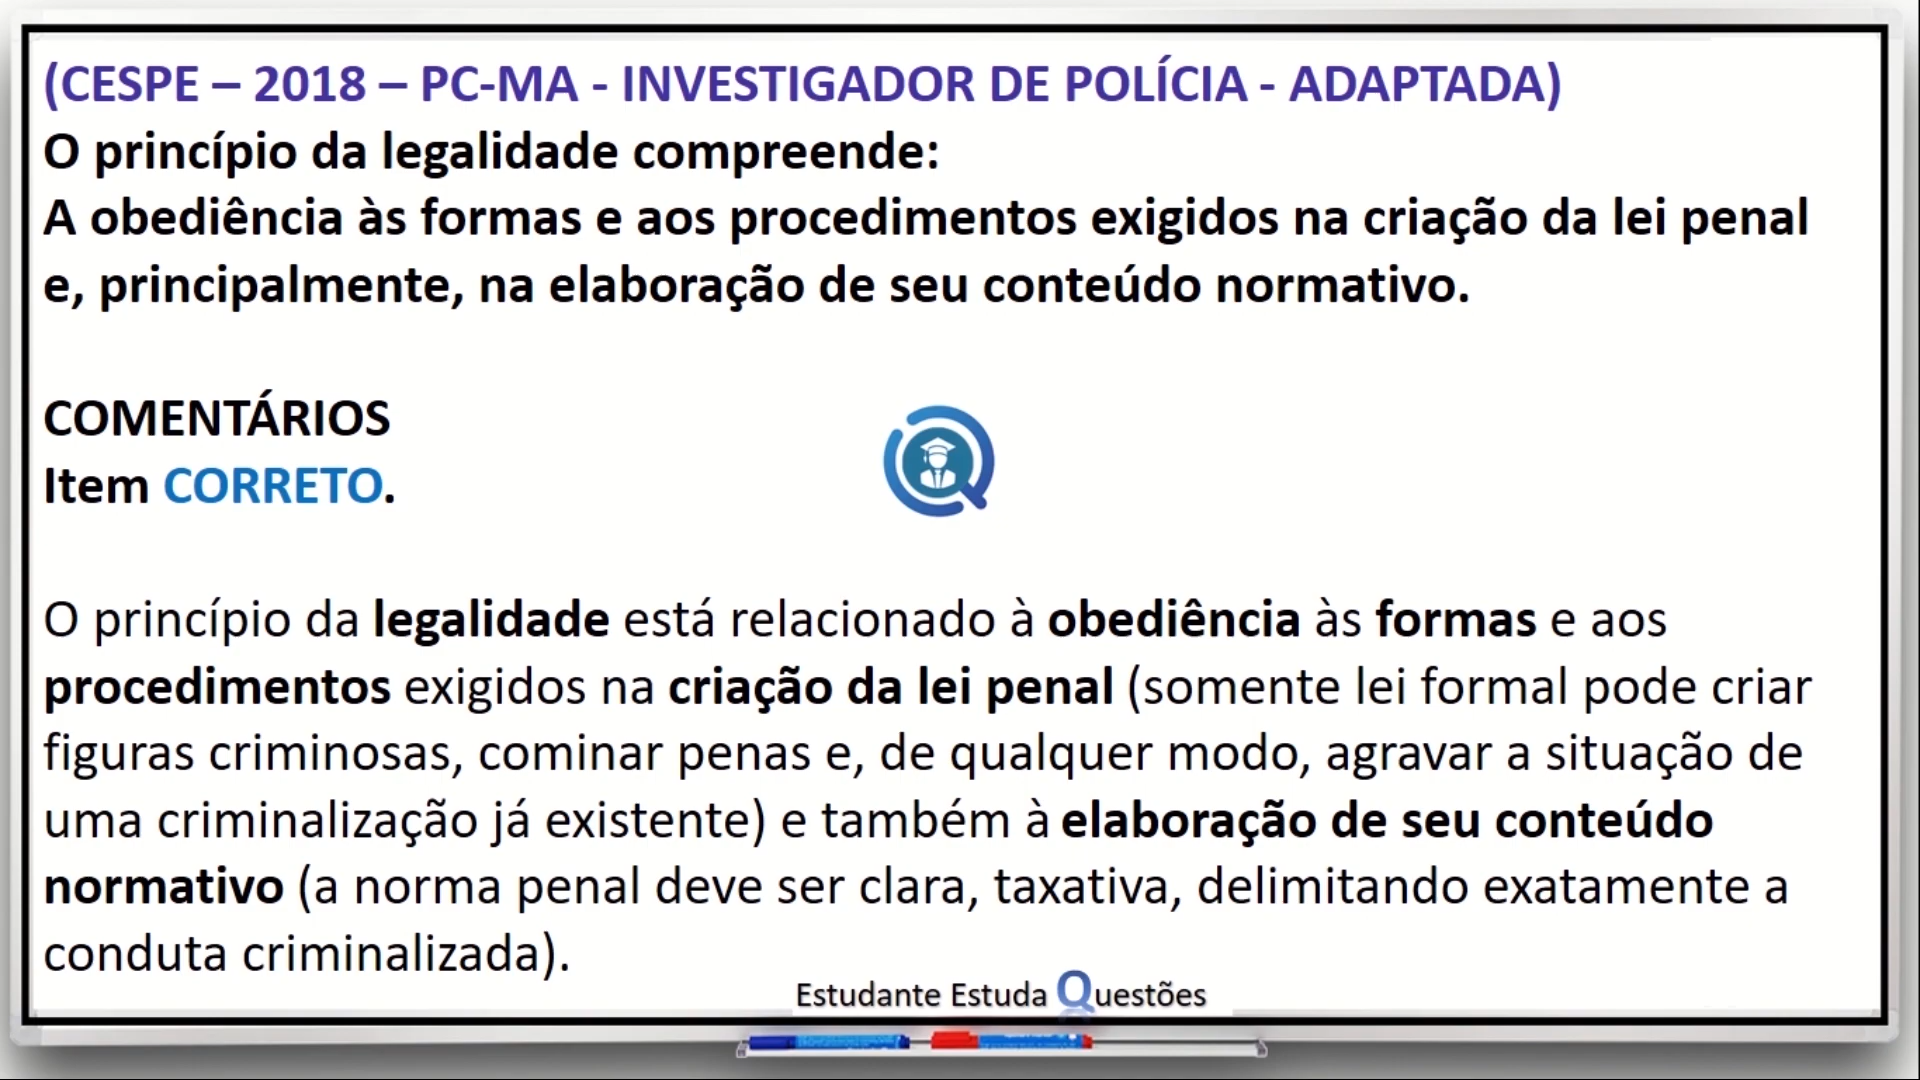 (CESPE – 2018 – PC-MA - INVESTIGADOR DE POLÍCIA - ADAPTADA)
O princípio da legalidade compreende:
A obediência às formas e aos procedimentos exigidos na criação da lei penal
e, principalmente, na elaboração de seu conteúdo normativo.
COMENTÁRIOS
Item CORRETO.
O princípio da legalidade está relacionado à obediência às formas e aos
procedimentos exigidos na criação da lei penal (somente lei formal pode criar
figuras criminosas, cominar penas e, de qualquer modo, agravar a situação de
uma criminalização já existente) e também à elaboração de seu conteúdo
normativo (a norma penal deve ser clara, taxativa, delimitando exatamente a
conduta criminalizada).
Estudante Estuda Questões